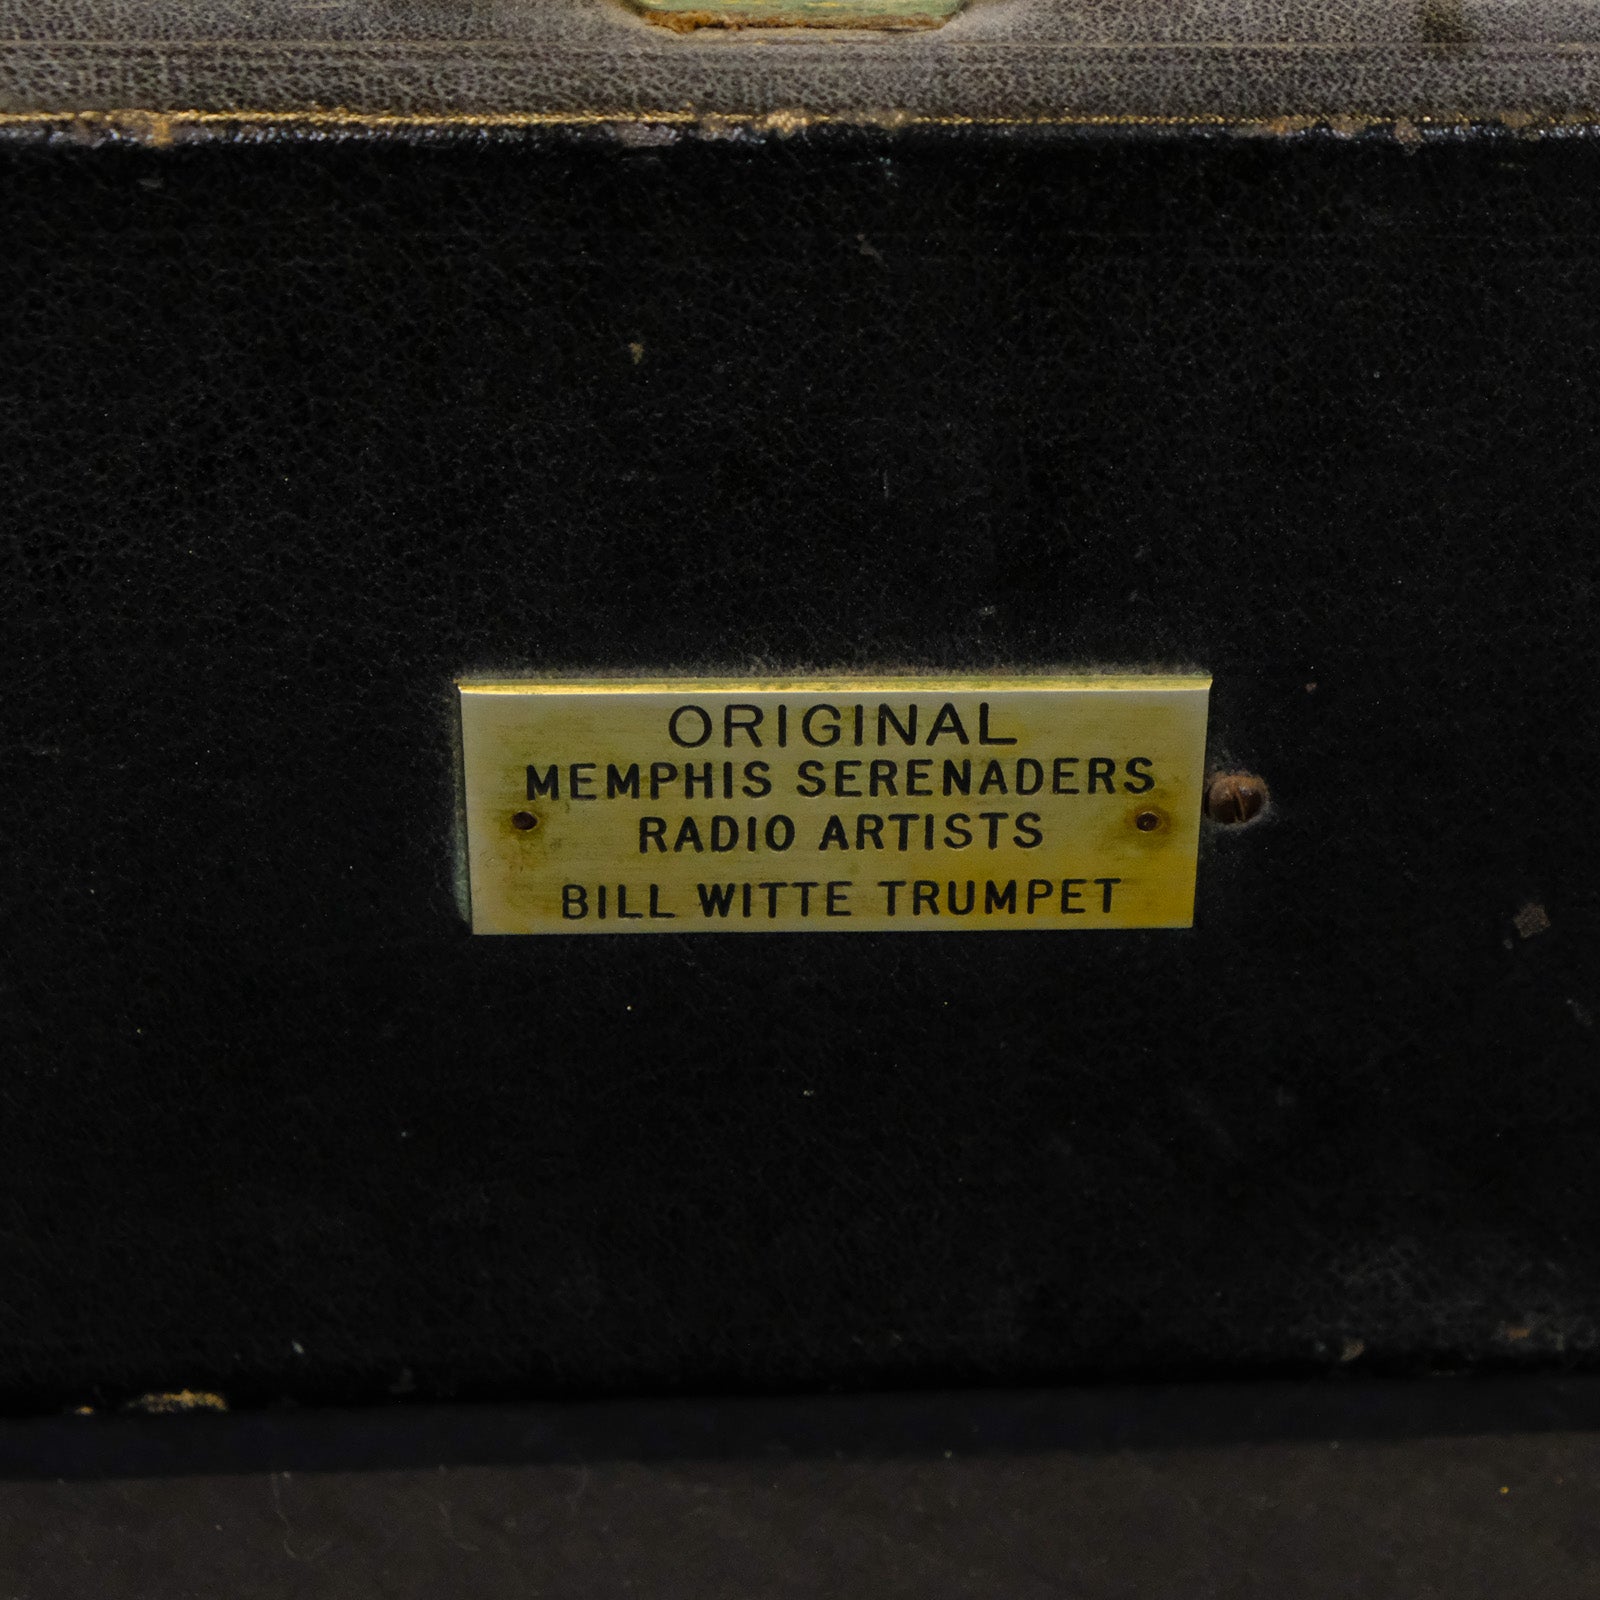 ORIGINAL
MEMPHIS SERENADERS
RADIO ARTISTS
BILL WITTE TRUMPET